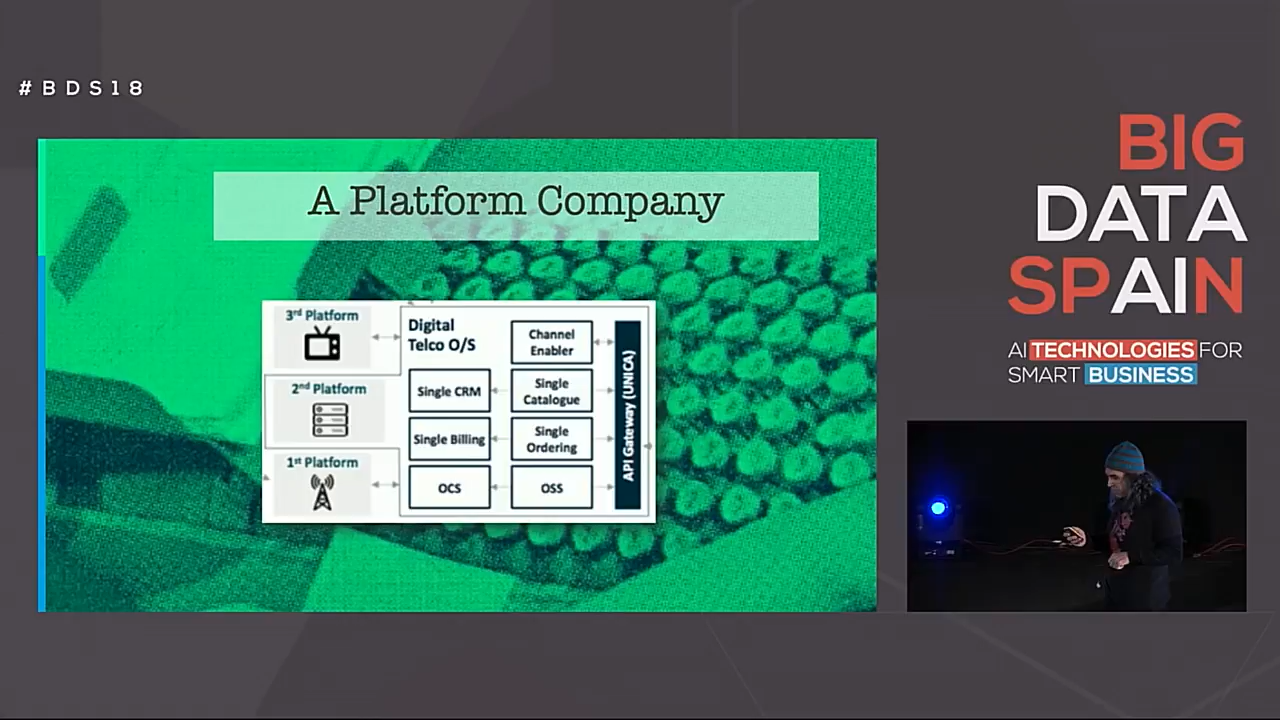 #BDS18
A Platform Company
3rd Platform
2nd Platform
1st Platform
Digital
Telco O/S
Channel
Enabler
Single CRM
Single
Catalogue
Single Billing
Single
Ordering
OCS
OSS
API Gateway (UNICA)
BIG
DATA
SPAIN
AI TECHNOLOGIES FOR
SMART BUSINESS